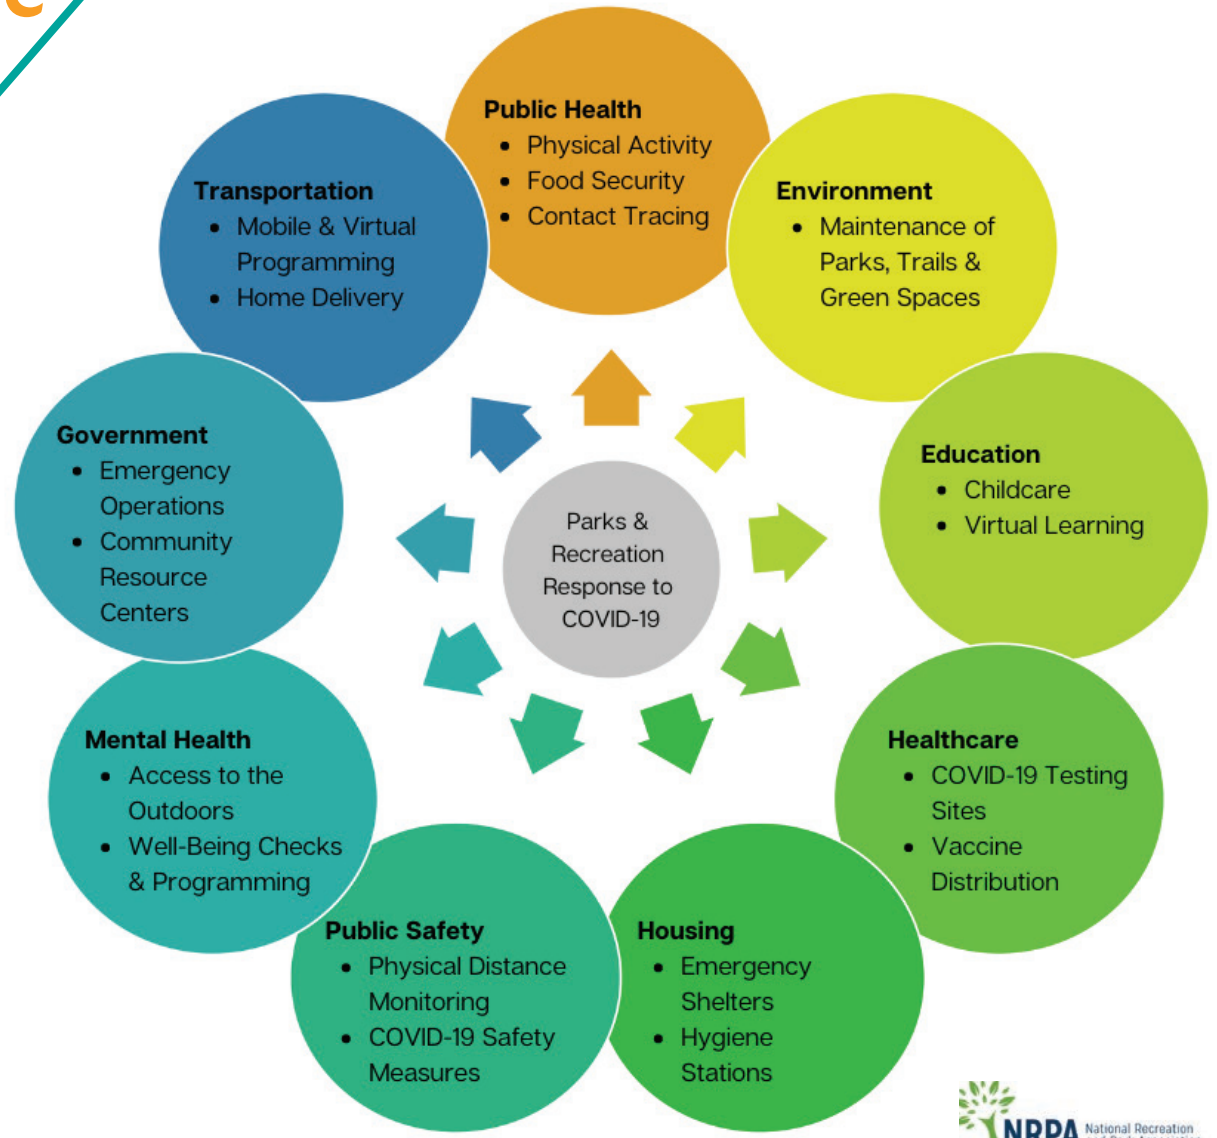 Public Health
• Physical Activity
• Food Security
• Contact Tracing
Environment
• Maintenance of
Parks, Trails &
Green Spaces
Education
• Childcare
• Virtual Learning
Healthcare
• COVID-19 Testing
Sites
• Vaccine
Distribution
Housing
• Emergency
Shelters
• Hygiene
Stations
Public Safety
• Physical Distance
Monitoring
• COVID-19 Safety
Measures
Mental Health
• Access to the
Outdoors
• Well-Being Checks
& Programming
Government
• Emergency
Operations
• Community
Resource
Centers
Transportation
• Mobile & Virtual
Programming
• Home Delivery
Parks &
Recreation
Response to
COVID-19
NRPA National Recreation